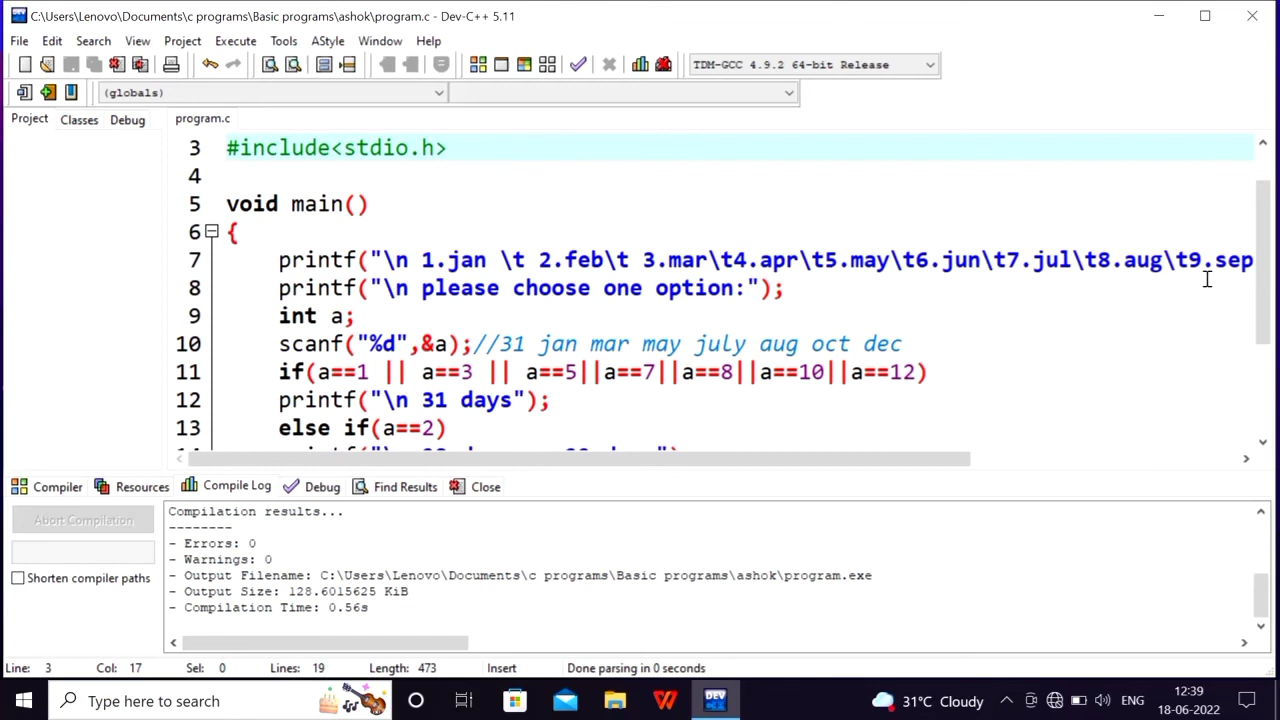 C:\Users\Lenovo\Documents\c programs\Basic programs\ashok\program.c - Dev-C++ 5.11
File Edit Search View Project Execute Tools AStyle Window Help
TDM-GCC 4.9.2 64-bit Release
(globals)
Project Classes Debug program.c
3 #include<stdio.h>
4
5 void main()
6 {
7 printf("\n 1.jan \t 2.feb\t 3.mar\t4.apr\t5.may\t6.jun\t7.jul\t8.aug\t9.sep
8 printf("\n please choose one option:");
9 int a;
10 scanf("%d",&a);//31 jan mar may july aug oct dec
11 if(a==1 || a==3 || a==5||a==7||a==8||a==10||a==12)
12 printf("\n 31 days");
13 else if(a==2)
Compiler Resources Compile Log Debug Find Results Close
Abort Compilation
Shorten compiler paths
Compilation results...
--------
- Errors: 0
- Warnings: 0
- Output Filename: C:\Users\Lenovo\Documents\c programs\Basic programs\ashok\program.exe
- Output Size: 128.6015625 KiB
- Compilation Time: 0.56s
Line: 3 Col: 17 Sel: 0 Lines: 19 Length: 473 Insert Done parsing in 0 seconds
Type here to search
DEV
31°C Cloudy
ENG
12:39
18-06-2022